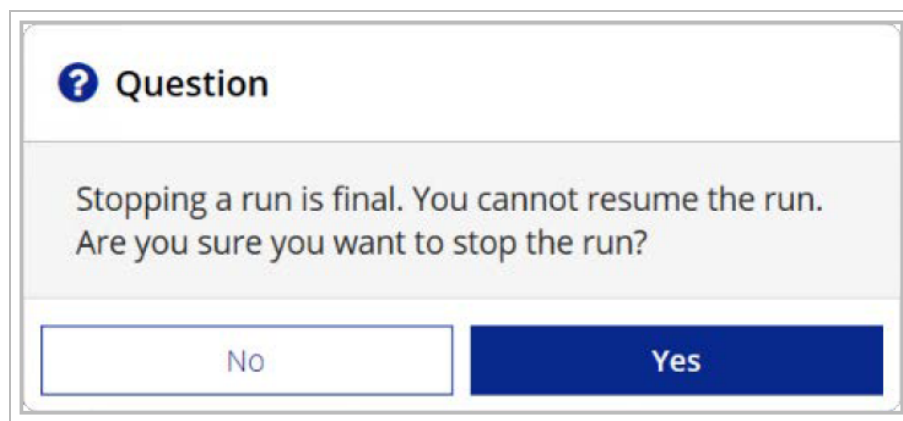 Question
Stopping a run is final. You cannot resume the run.
Are you sure you want to stop the run?
No
Yes